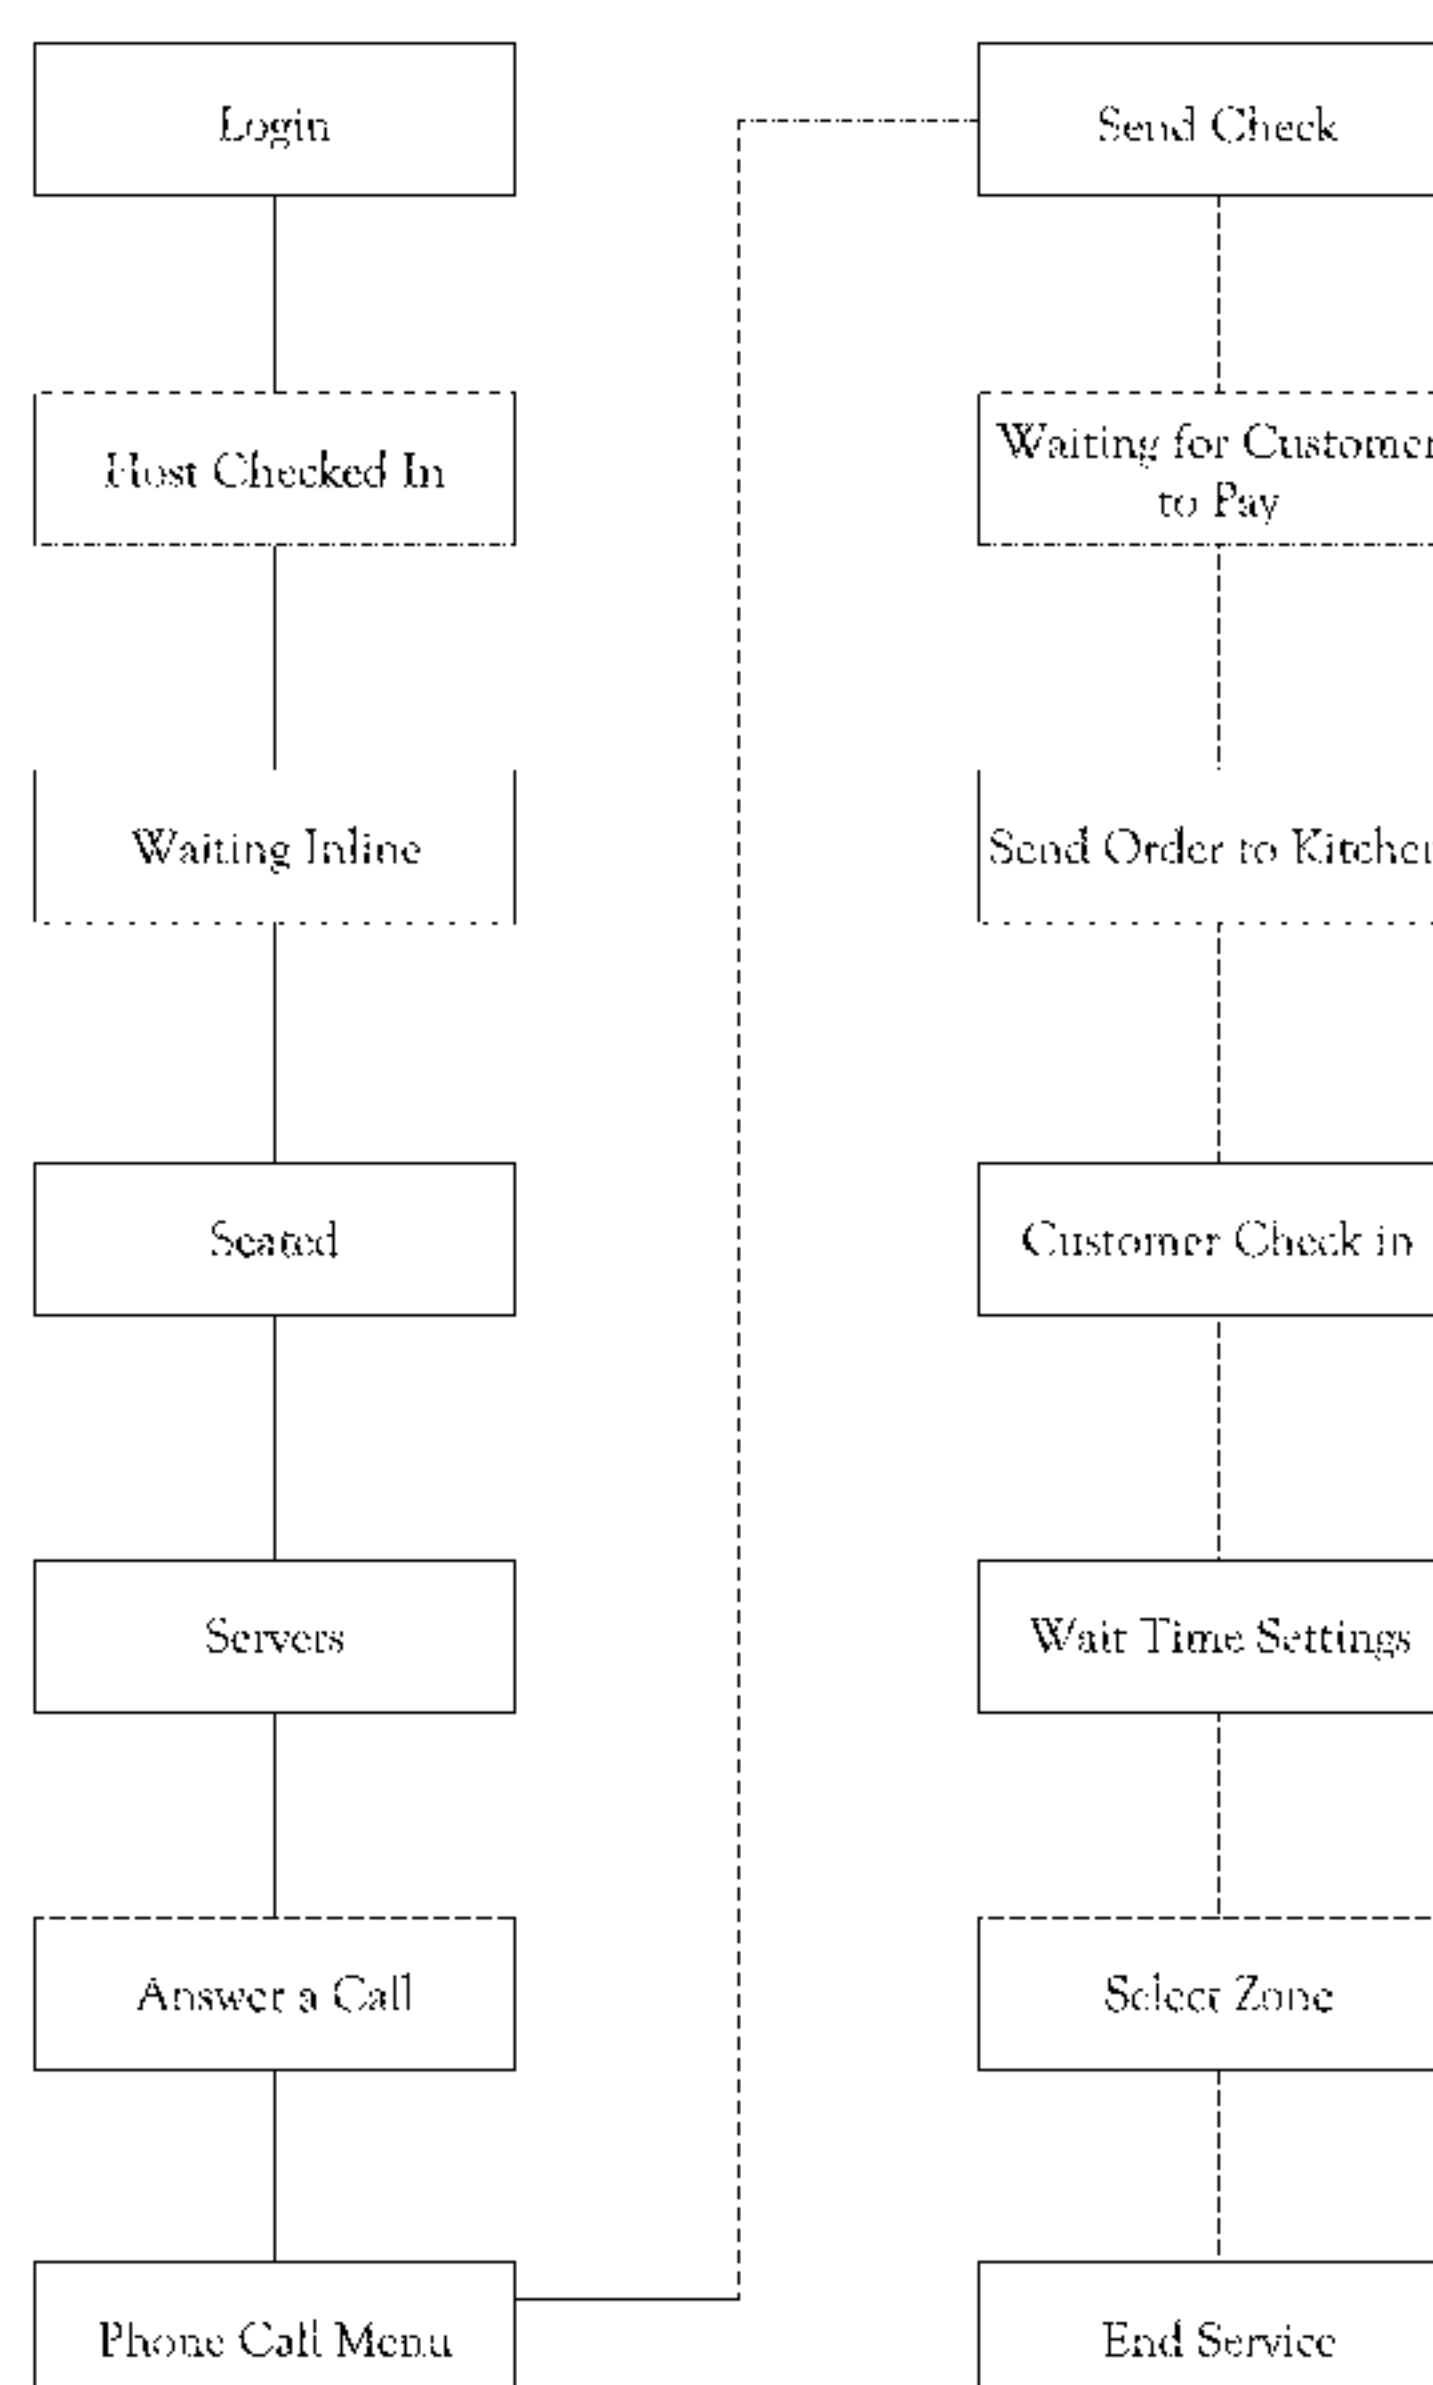 Login
Host Checked In
Waiting Inline
Seated
Servers
Answer a Call
Phone Call Menu
Send Check
Waiting for Customer
to Pay
Send Order to Kitchen
Customer Check in
Wait Time Settings
Select Zone
End Service